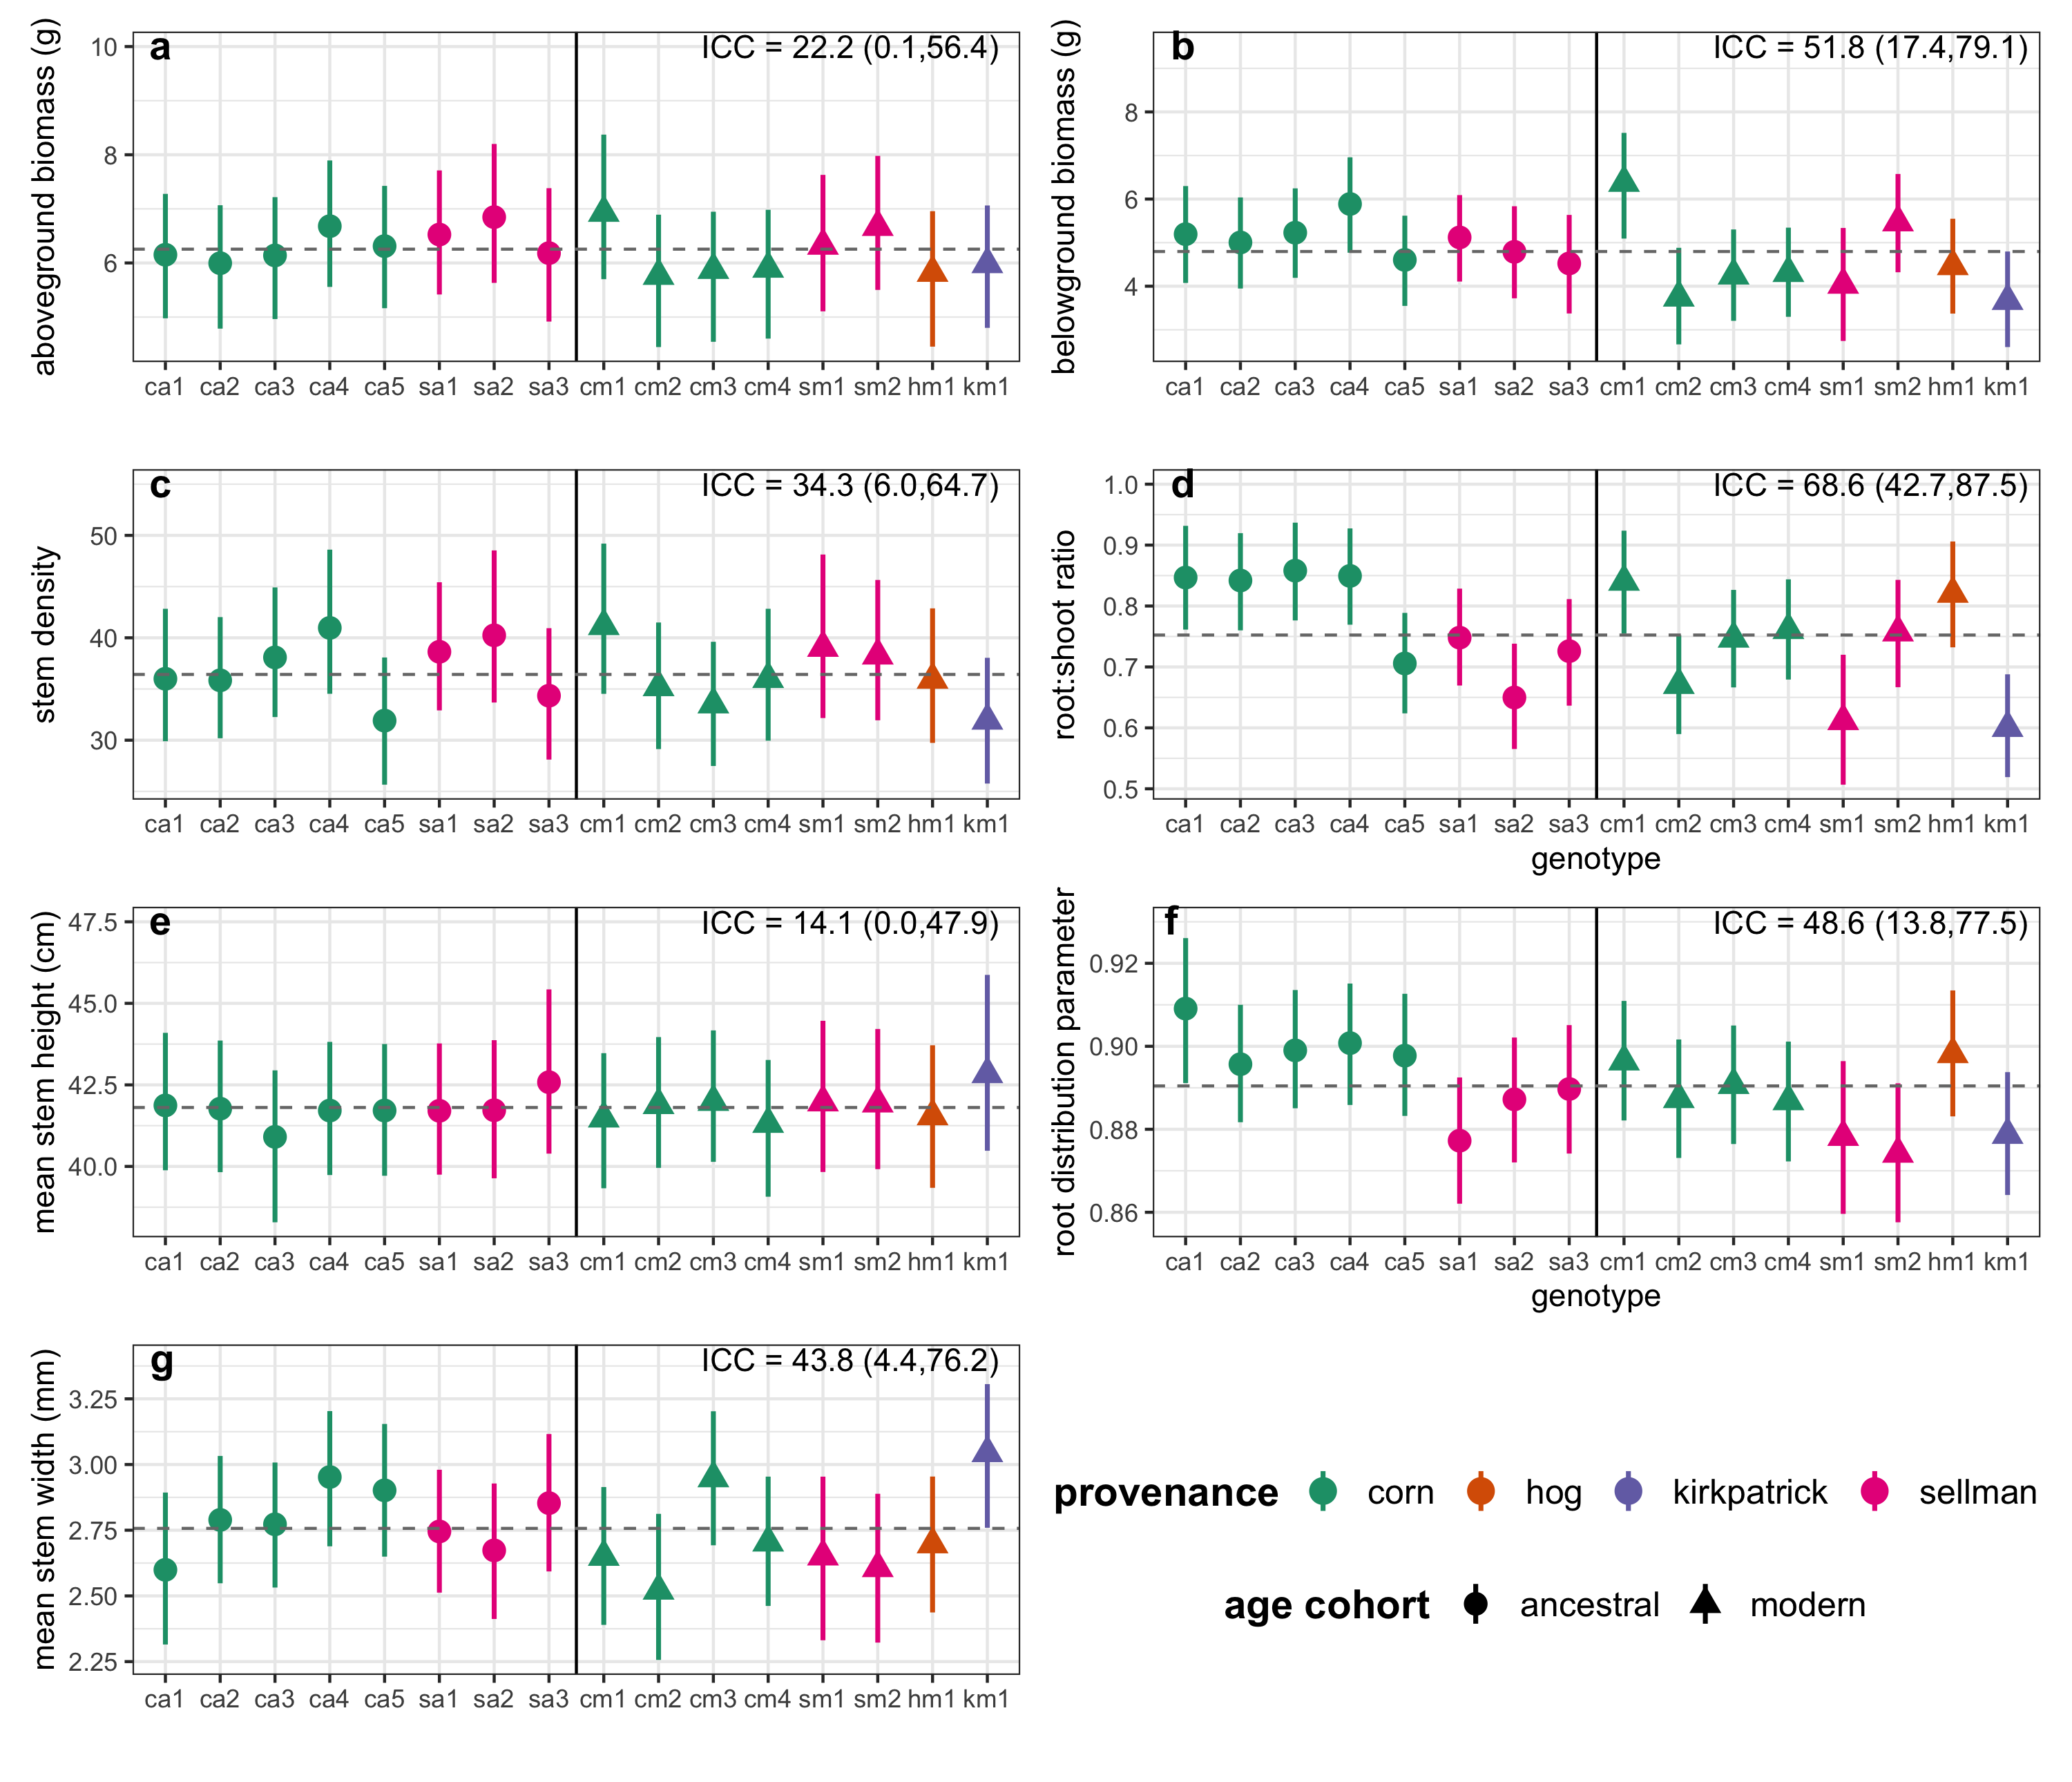 a
ICC = 22.2 (0.1,56.4)
aboveground biomass (g)
10
8
6
ca1 ca2 ca3 ca4 ca5 sa1 sa2 sa3 cm1 cm2 cm3 cm4 sm1 sm2 hm1 km1
b
ICC = 51.8 (17.4,79.1)
belowground biomass (g)
8
6
4
ca1 ca2 ca3 ca4 ca5 sa1 sa2 sa3 cm1 cm2 cm3 cm4 sm1 sm2 hm1 km1
c
ICC = 34.3 (6.0,64.7)
stem density
50
40
30
ca1 ca2 ca3 ca4 ca5 sa1 sa2 sa3 cm1 cm2 cm3 cm4 sm1 sm2 hm1 km1
d
ICC = 68.6 (42.7,87.5)
root:shoot ratio
1.0
0.9
0.8
0.7
0.6
0.5
ca1 ca2 ca3 ca4 ca5 sa1 sa2 sa3 cm1 cm2 cm3 cm4 sm1 sm2 hm1 km1
genotype
e
ICC = 14.1 (0.0,47.9)
mean stem height (cm)
47.5
45.0
42.5
40.0
ca1 ca2 ca3 ca4 ca5 sa1 sa2 sa3 cm1 cm2 cm3 cm4 sm1 sm2 hm1 km1
f
ICC = 48.6 (13.8,77.5)
root distribution parameter
0.92
0.90
0.88
0.86
ca1 ca2 ca3 ca4 ca5 sa1 sa2 sa3 cm1 cm2 cm3 cm4 sm1 sm2 hm1 km1
genotype
g
ICC = 43.8 (4.4,76.2)
mean stem width (mm)
3.25
3.00
2.75
2.50
2.25
ca1 ca2 ca3 ca4 ca5 sa1 sa2 sa3 cm1 cm2 cm3 cm4 sm1 sm2 hm1 km1
provenance corn hog kirkpatrick sellman
age cohort ancestral modern